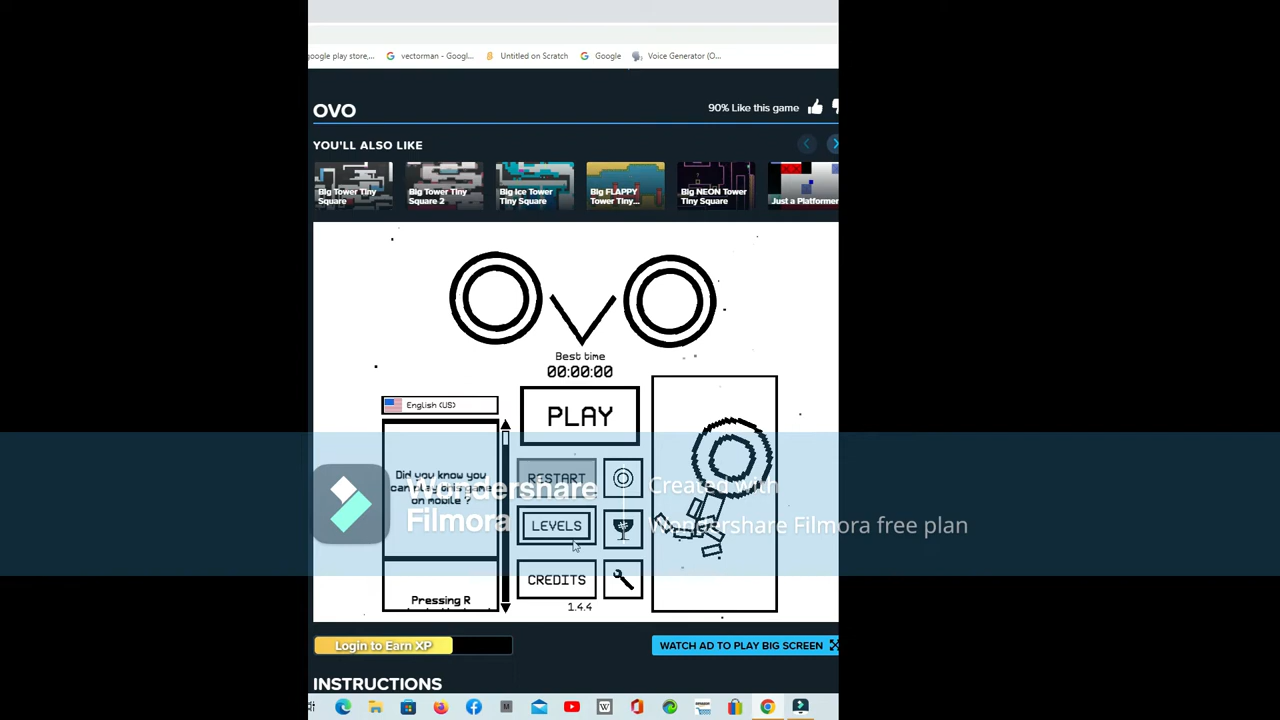 google play store,...
vectorman - Googl...
Untitled on Scratch
Google
Voice Generator (O...
OVO
90% Like this game
YOU'LL ALSO LIKE
Big Tower Tiny
Square
Big Tower Tiny
Square 2
Big Ice Tower
Tiny Square
Big FLAPPY
Tower Tiny...
Big NEON Tower
Tiny Square
Just a Platformer
OVO
Best time
00:00:00
English (US)
PLAY
Did you know you
can play this game
on mobile ?
RESTART
LEVELS
CREDITS
1.4.4
Pressing R
Wondershare
Filmora
Created with
Wondershare Filmora free plan
Login to Earn XP
WATCH AD TO PLAY BIG SCREEN
INSTRUCTIONS